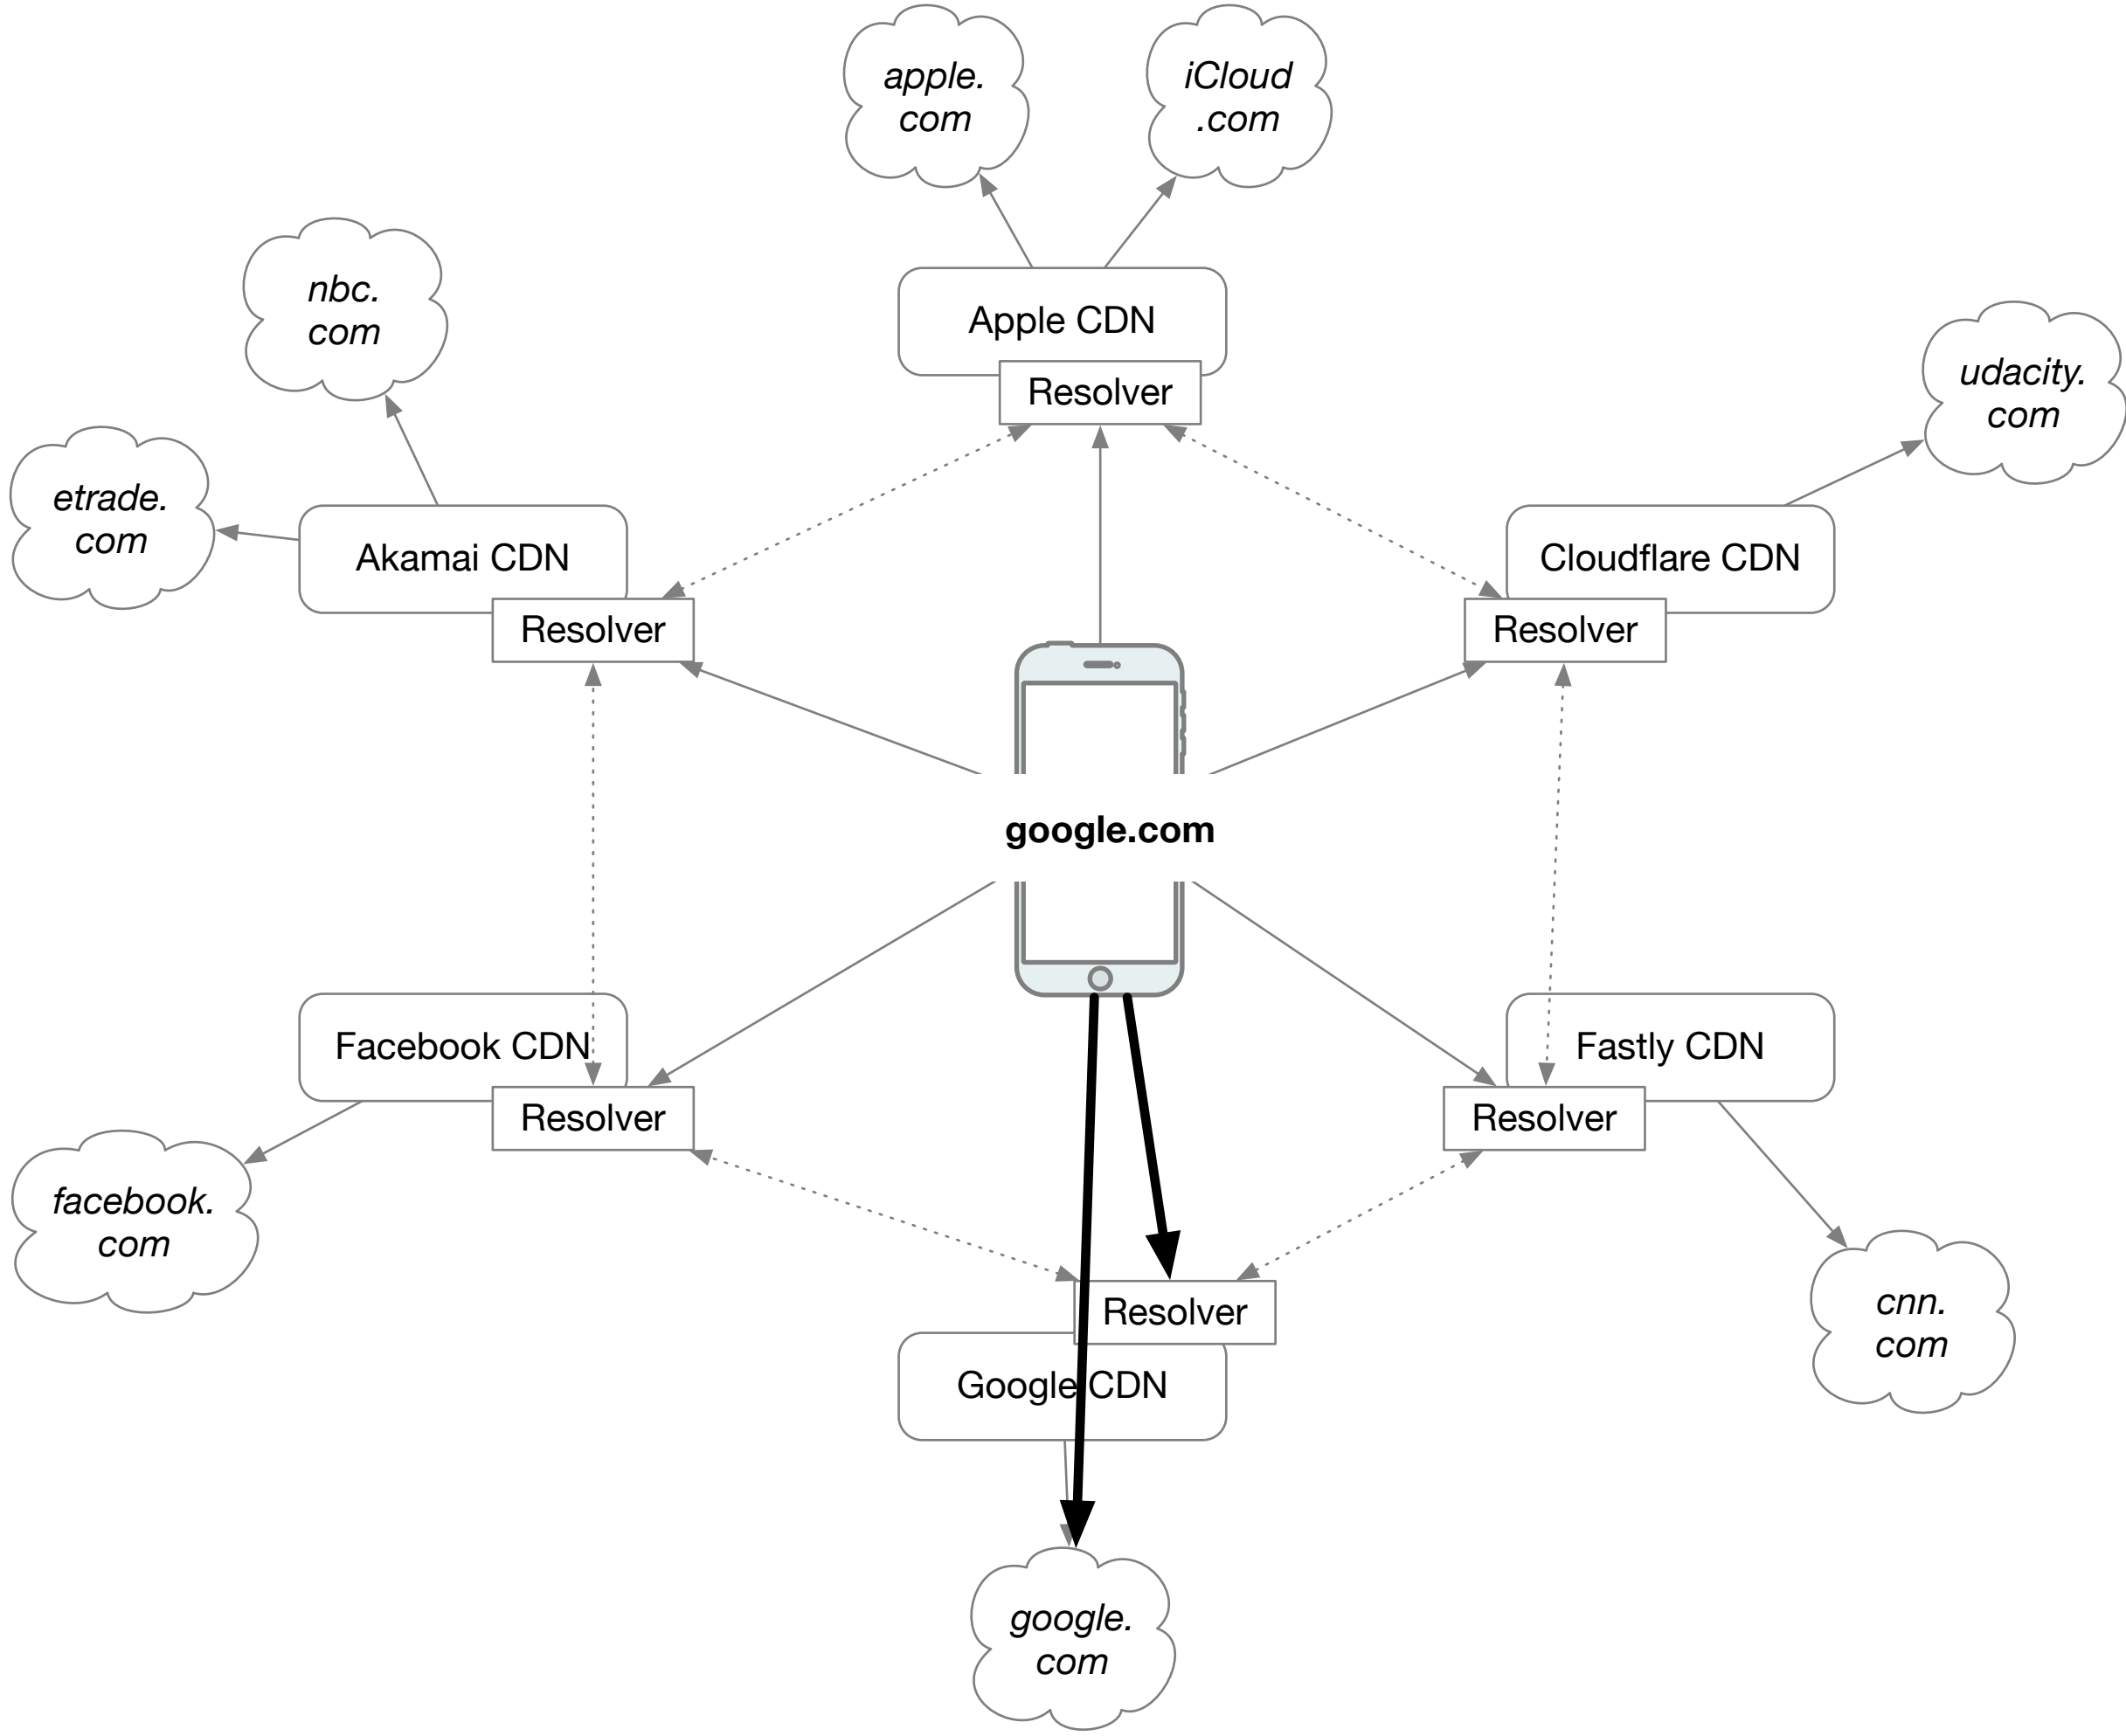 apple.
com
iCloud
.com
nbc.
com
Apple CDN
Resolver
udacity.
com
etrade.
com
Akamai CDN
Resolver
Cloudflare CDN
Resolver
google.com
Facebook CDN
Resolver
Fastly CDN
Resolver
facebook.
com
Resolver
Google CDN
cnn.
com
google.
com